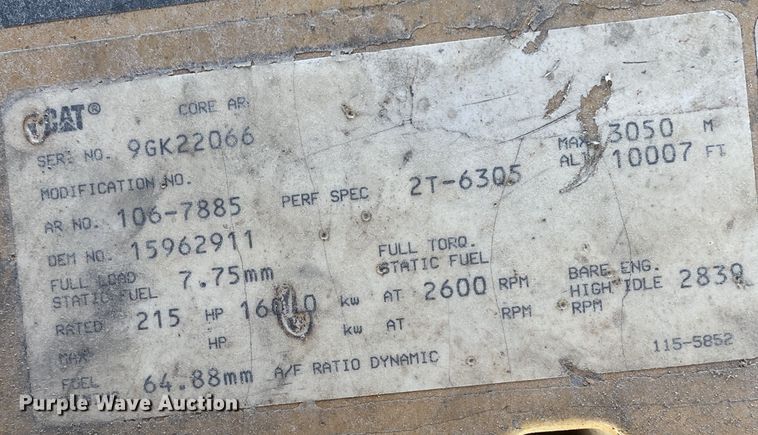 CAT® CORE AR.
SER. NO. 9GK22066
MODIFICATION NO.
AR NO. 106-7885 PERF SPEC 2T-6305 MAX 3050 M
ALT 10007 FT
OEM NO. 15962911
FULL LOAD
STATIC FUEL 7.75mm FULL TORQ.
STATIC FUEL
RATED 215 HP kw AT 2600 RPM BARE ENG.
HIGH IDLE
RPM 2830
MAX HP kw AT RPM
FUEL 64.88mm A/F RATIO DYNAMIC
115-5852
Purple Wave Auction